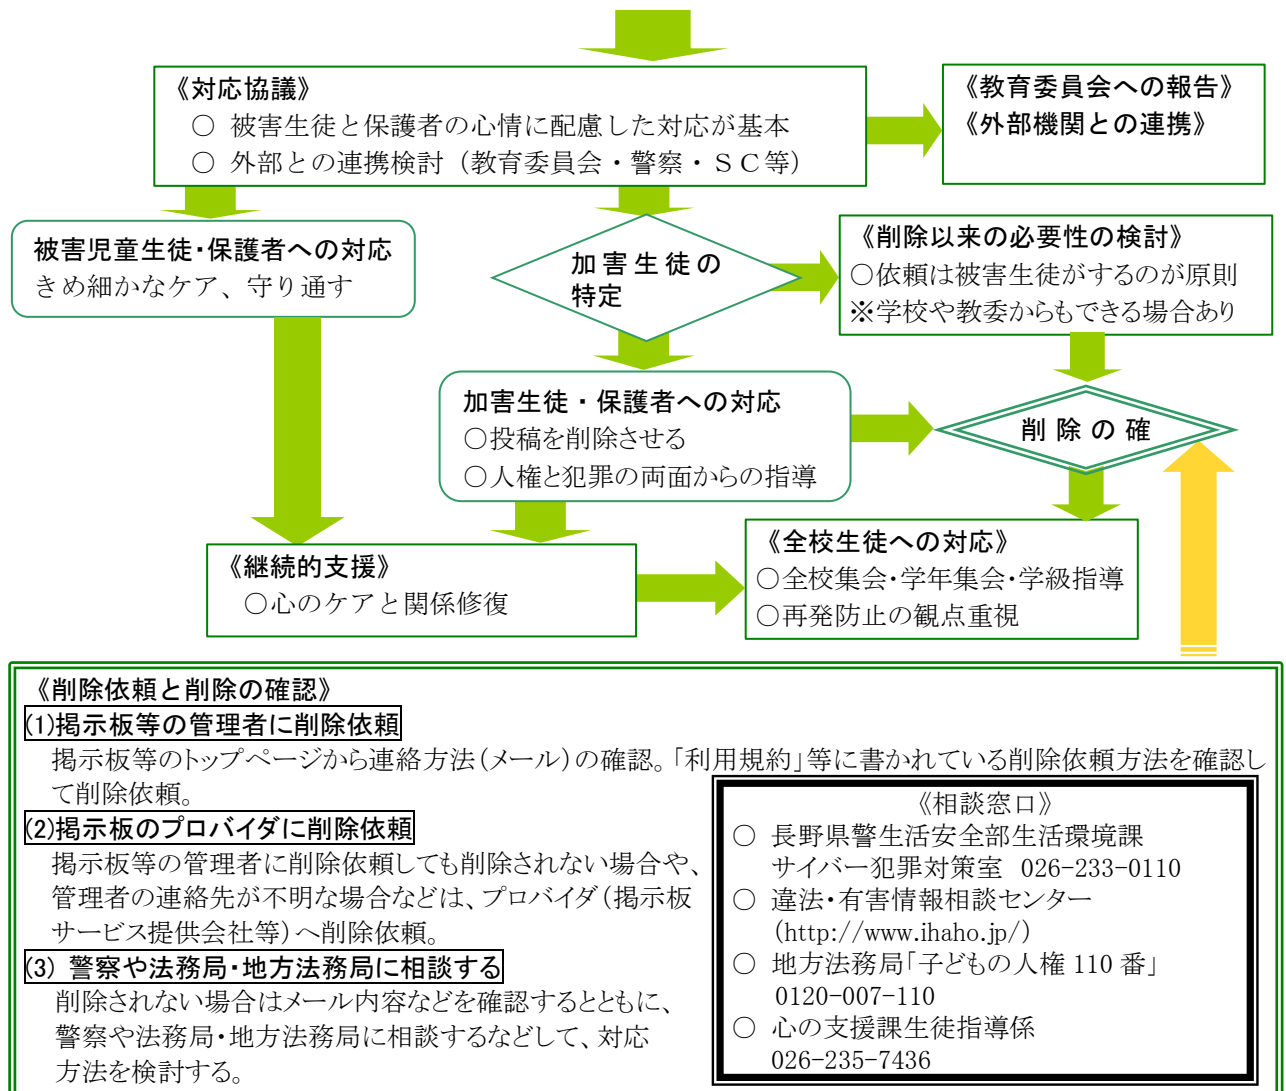 《対応協議》
○ 被害生徒と保護者の心情に配慮した対応が基本
○ 外部との連携検討（教育委員会・警察・ＳＣ等）
《教育委員会への報告》
《外部機関との連携》
被害児童生徒・保護者への対応
きめ細かなケア、守り通す
加害生徒の
特定
《削除以来の必要性の検討》
○依頼は被害生徒がするのが原則
※学校や教委からもできる場合あり
加害生徒・保護者への対応
○投稿を削除させる
○人権と犯罪の両面からの指導
削除の確
《継続的支援》
○心のケアと関係修復
《全校生徒への対応》
○全校集会・学年集会・学級指導
○再発防止の観点重視
《削除依頼と削除の確認》
(1)掲示板等の管理者に削除依頼
掲示板等のトップページから連絡方法（メール）の確認。「利用規約」等に書かれている削除依頼方法を確認し
て削除依頼。
(2)掲示板のプロバイダに削除依頼
掲示板等の管理者に削除依頼しても削除されない場合や、
管理者の連絡先が不明な場合などは、プロバイダ（掲示板
サービス提供会社等）へ削除依頼。
(3) 警察や法務局・地方法務局に相談する
削除されない場合はメール内容などを確認するとともに、
警察や法務局・地方法務局に相談するなどして、対応
方法を検討する。
《相談窓口》
○ 長野県警生活安全部生活環境課
サイバー犯罪対策室 026-233-0110
○ 違法・有害情報相談センター
(http://www.ihaho.jp/)
○ 地方法務局「子どもの人権 110 番」
0120-007-110
○ 心の支援課生徒指導係
026-235-7436